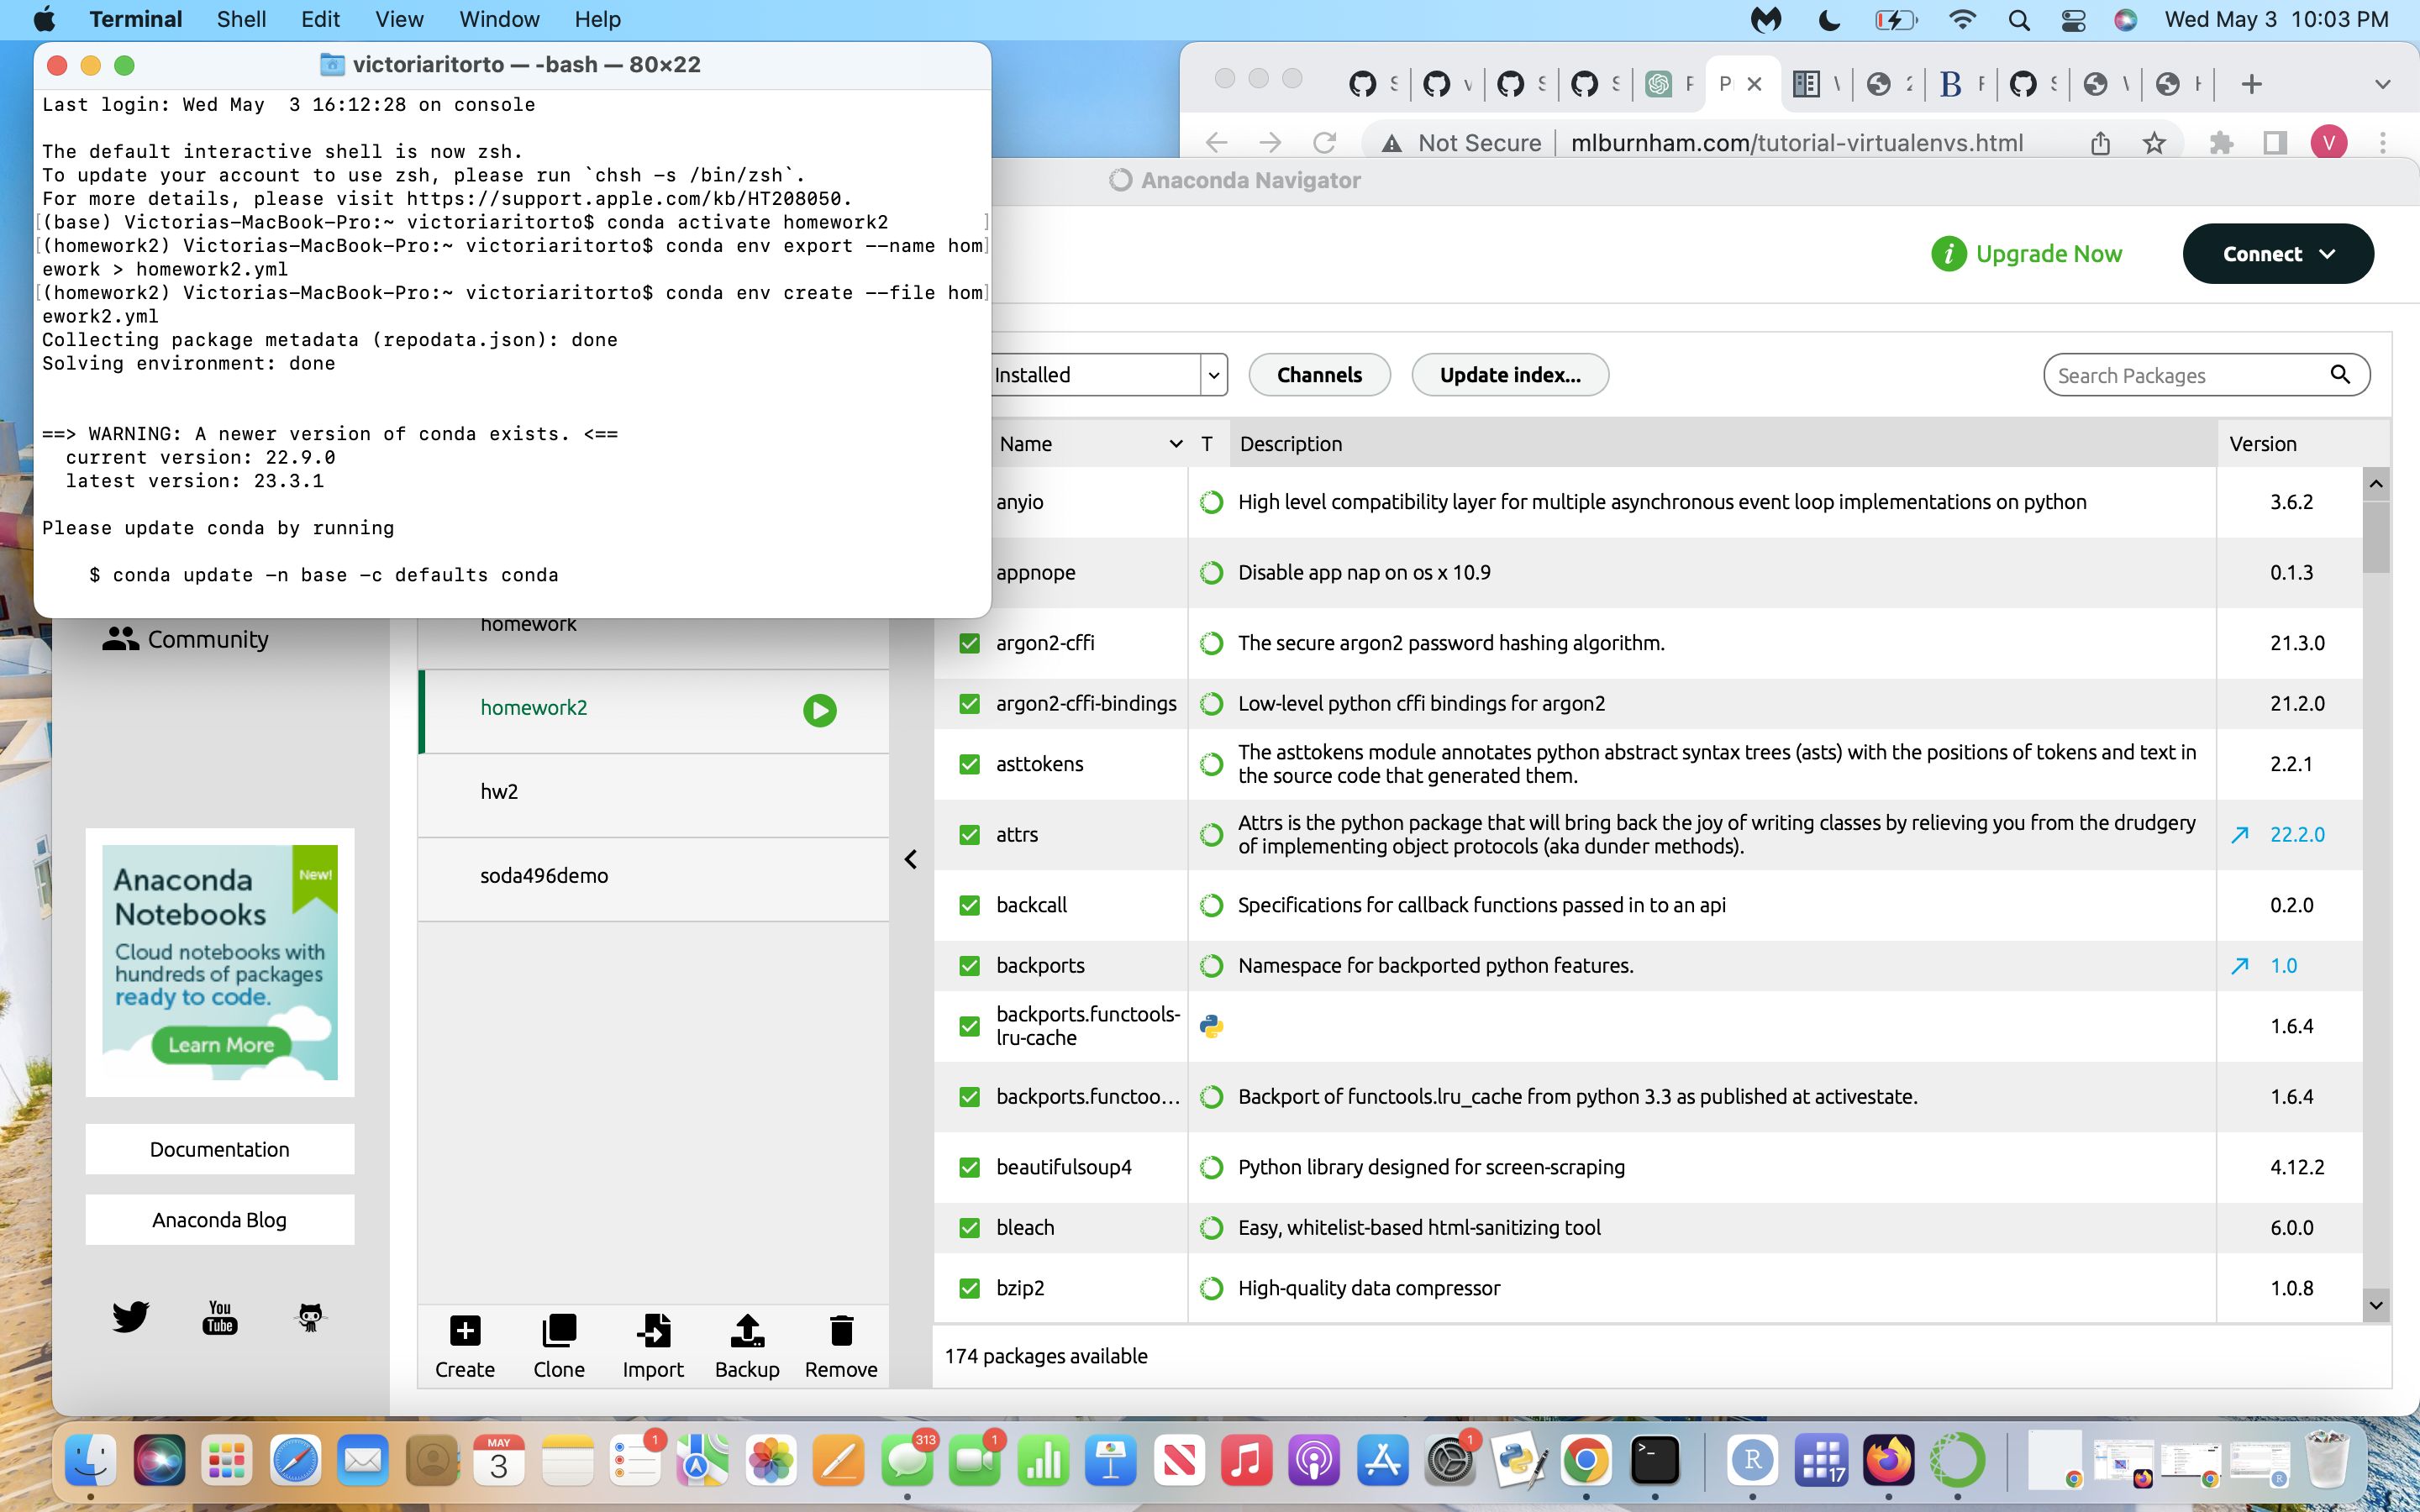 Terminal Shell Edit View Window Help
Wed May 3 10:03 PM
victoriaritorto — -bash — 80×22
Last login: Wed May  3 16:12:28 on console
The default interactive shell is now zsh.
To update your account to use zsh, please run `chsh -s /bin/zsh`.
For more details, please visit https://support.apple.com/kb/HT208050.
[(base) Victorias-MacBook-Pro:~ victoriaritorto$ conda activate homework2 ]
[(homework2) Victorias-MacBook-Pro:~ victoriaritorto$ conda env export --name hom]
ework > homework2.yml
[(homework2) Victorias-MacBook-Pro:~ victoriaritorto$ conda env create --file hom]
ework2.yml
Collecting package metadata (repodata.json): done
Solving environment: done
==> WARNING: A newer version of conda exists. <==
current version: 22.9.0
latest version: 23.3.1
Please update conda by running
$ conda update -n base -c defaults conda
Not Secure mlburnham.com/tutorial-virtualenvs.html
V
Anaconda Navigator
Upgrade Now
Connect
Installed
Channels
Update index...
Search Packages
Name T Description Version
anyio High level compatibility layer for multiple asynchronous event loop implementations on python 3.6.2
appnope Disable app nap on os x 10.9 0.1.3
argon2-cffi The secure argon2 password hashing algorithm. 21.3.0
argon2-cffi-bindings Low-level python cffi bindings for argon2 21.2.0
asttokens The asttokens module annotates python abstract syntax trees (asts) with the positions of tokens and text in
the source code that generated them. 2.2.1
attrs Attrs is the python package that will bring back the joy of writing classes by relieving you from the drudgery
of implementing object protocols (aka dunder methods). 22.2.0
backcall Specifications for callback functions passed in to an api 0.2.0
backports Namespace for backported python features. 1.0
backports.functools-
lru-cache 1.6.4
backports.functoo... Backport of functools.lru_cache from python 3.3 as published at activestate. 1.6.4
beautifulsoup4 Python library designed for screen-scraping 4.12.2
bleach Easy, whitelist-based html-sanitizing tool 6.0.0
bzip2 High-quality data compressor 1.0.8
174 packages available
Community
homework
homework2
hw2
soda496demo
Anaconda
Notebooks
New!
Cloud notebooks with
hundreds of packages
ready to code.
Learn More
Documentation
Anaconda Blog
You
Tube
Create Clone Import Backup Remove
MAY
3
1
313
1
1
R
17